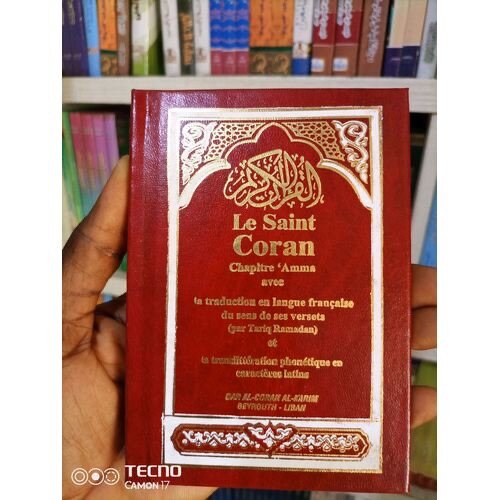 القرآن الكريم
Le Saint
Coran
Chapitre 'Amma
avec
la traduction en langue française
du sens de ses versets
(par Tariq Ramadan)
et
la translittération phonétique en
caractères latins
DAR AL-CORAN AL-KARIM
BEYROUTH - LIBAN
TECNO
CAMON 17